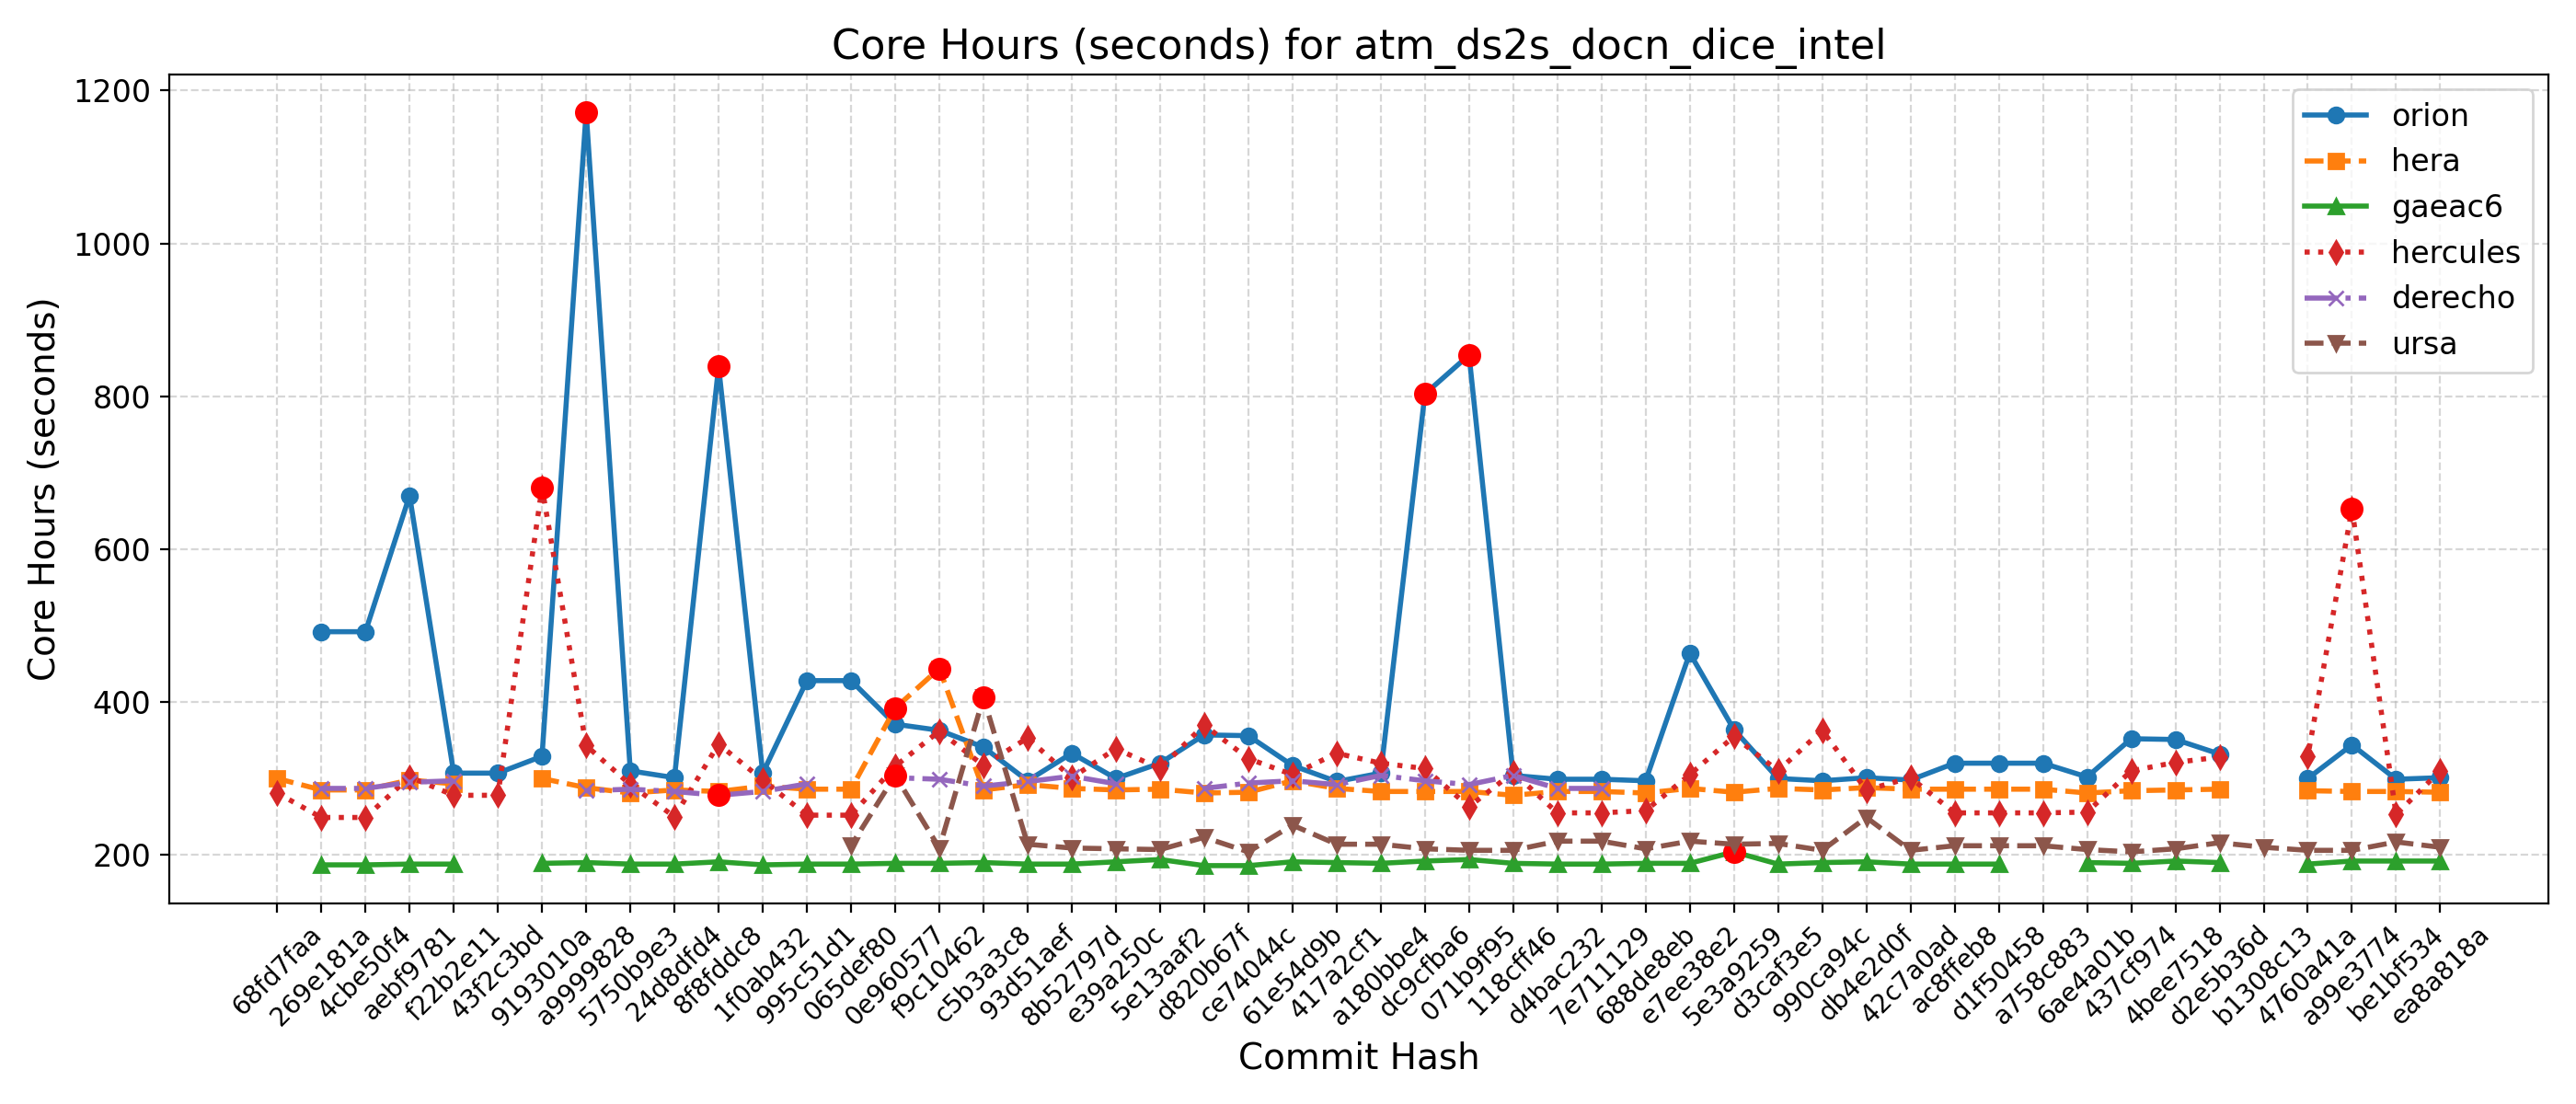 Core Hours (seconds) for atm_ds2s_docn_dice_intel
Core Hours (seconds)
1200
1000
800
600
400
200
orion
hera
gaeac6
hercules
derecho
ursa
68fd7faa
269e181a
4cbe50f4
aebf9781
f22b2e11
43f2c3bd
9193010a
a9999828
5750b9e3
24d8dfd4
8f8fddc8
1f0ab432
995c51d1
065def80
0e960577
f9c10462
c5b3a3c8
93d51aef
8b52797d
e39a250c
5e13aaf2
d820b67f
ce74044c
61e54d9b
417a2cf1
a180bbe4
dc9cfba6
071b9f95
118cff46
d4bac232
7e711129
688de8eb
e7ee38e2
5e3a9259
d3caf3e5
990ca94c
db4e2d0f
42c7a0ad
ac8ffeb8
d1f50458
a758c883
6ae4a01b
437cf974
4bee7518
d2e5b36d
b1308c13
4760a41a
a99e3774
be1bf534
ea8a818a
Commit Hash